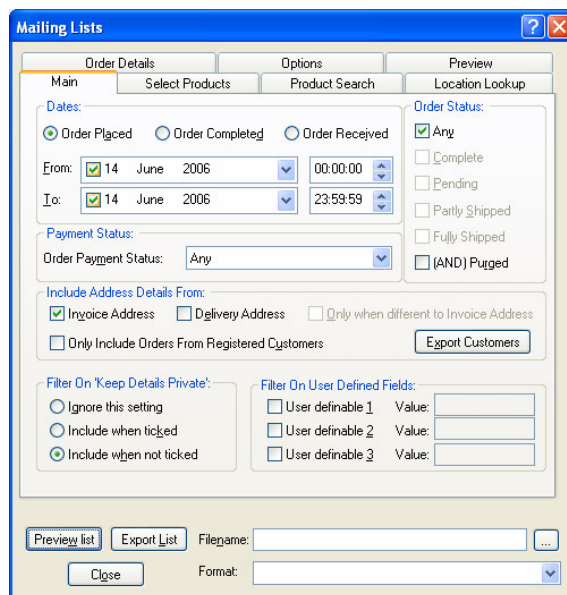 Mailing Lists
Order Details Options Preview
Main Select Products Product Search Location Lookup
Dates: Order Status:
Order Placed Order Completed Order Received Any
From: 14 June 2006 00:00:00 Complete
Pending
To: 14 June 2006 23:59:59 Partly Shipped
Payment Status: Fully Shipped
Order Payment Status: Any (AND) Purged
Include Address Details From:
Invoice Address Delivery Address Only when different to Invoice Address
Only Include Orders From Registered Customers Export Customers
Filter On 'Keep Details Private': Filter On User Defined Fields:
Ignore this setting User definable 1 Value:
Include when ticked User definable 2 Value:
Include when not ticked User definable 3 Value:
Preview list Export List Filename: ...
Close Format: